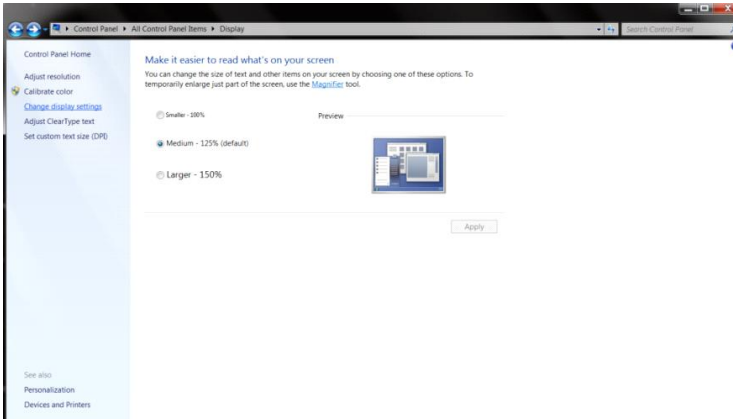 Control Panel
All Control Panel Items
Display
Search Control Panel
Control Panel Home
Adjust resolution
Calibrate color
Change display settings
Adjust ClearType text
Set custom text size (DPI)
See also
Personalization
Devices and Printers
Make it easier to read what's on your screen
You can change the size of text and other items on your screen by choosing one of these options. To
temporarily enlarge just part of the screen, use the Magnifier tool.
Smaller - 100%
Preview
Medium - 125% (default)
Larger - 150%
Apply